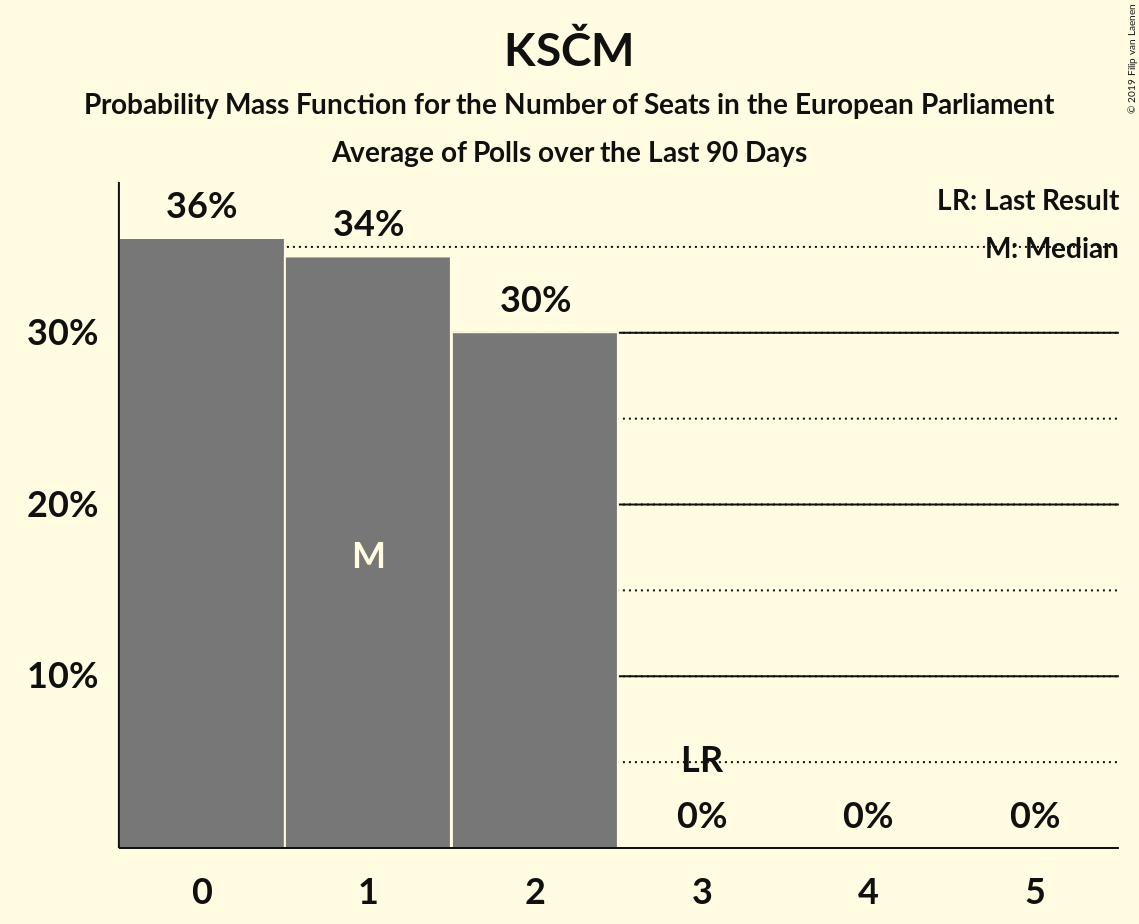 KSČM
Probability Mass Function for the Number of Seats in the European Parliament
Average of Polls over the Last 90 Days
© 2019 Filip van Laenen
LR: Last Result
M: Median
36%
34%
30%
30%
20%
10%
M
LR
0%
0%
0%
0
1
2
3
4
5